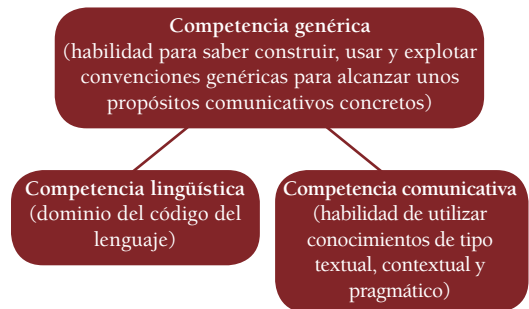 Competencia genérica
(habilidad para saber construir, usar y explotar
convenciones genéricas para alcanzar unos
propósitos comunicativos concretos)
Competencia lingüística
(dominio del código del
lenguaje)
Competencia comunicativa
(habilidad de utilizar
conocimientos de tipo
textual, contextual y
pragmático)